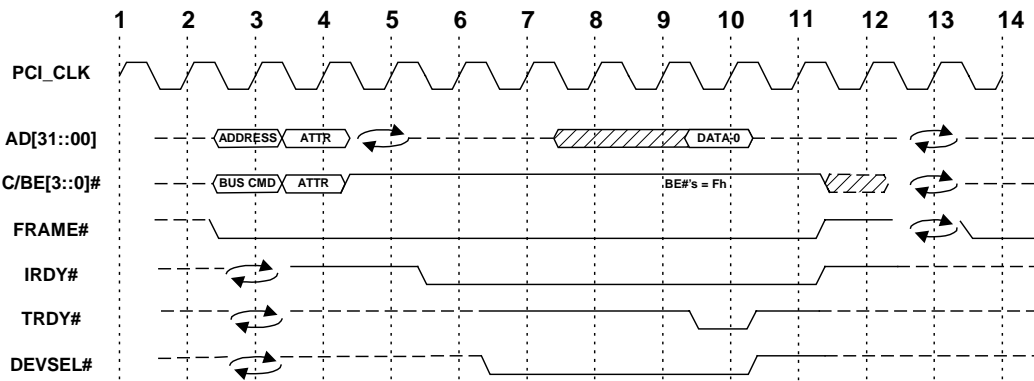 1 2 3 4 5 6 7 8 9 10 11 12 13 14
PCI_CLK
AD[31::00] ADDRESS ATTR DATA-0
C/BE[3::0]# BUS CMD ATTR BE#'s = Fh
FRAME#
IRDY#
TRDY#
DEVSEL#